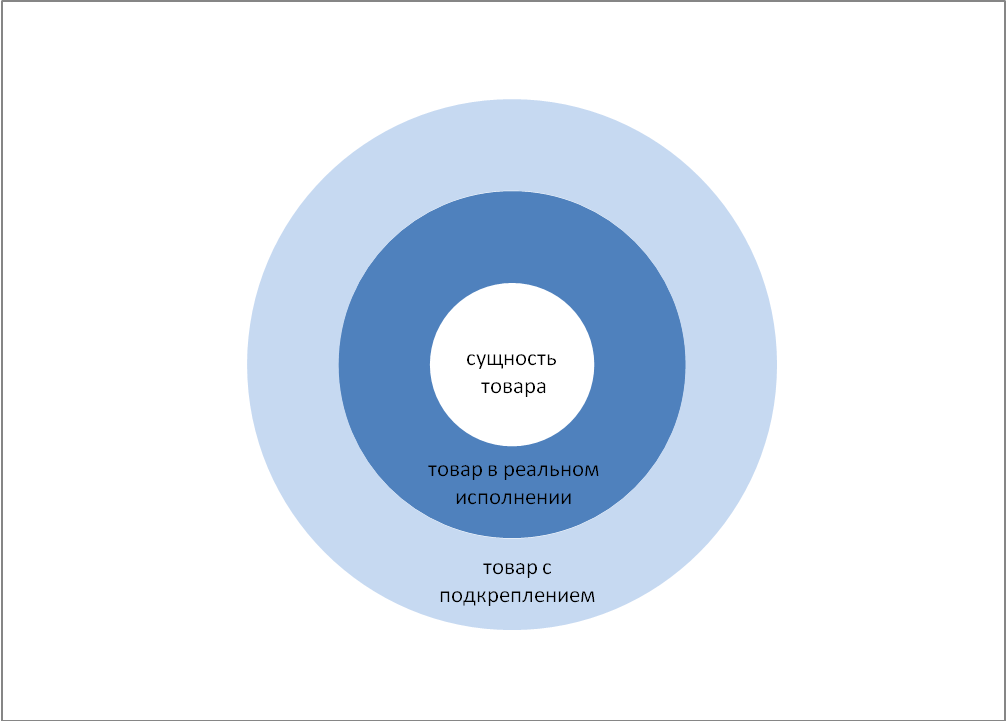 сущность
товара
товар в реальном
исполнении
товар с
подкреплением